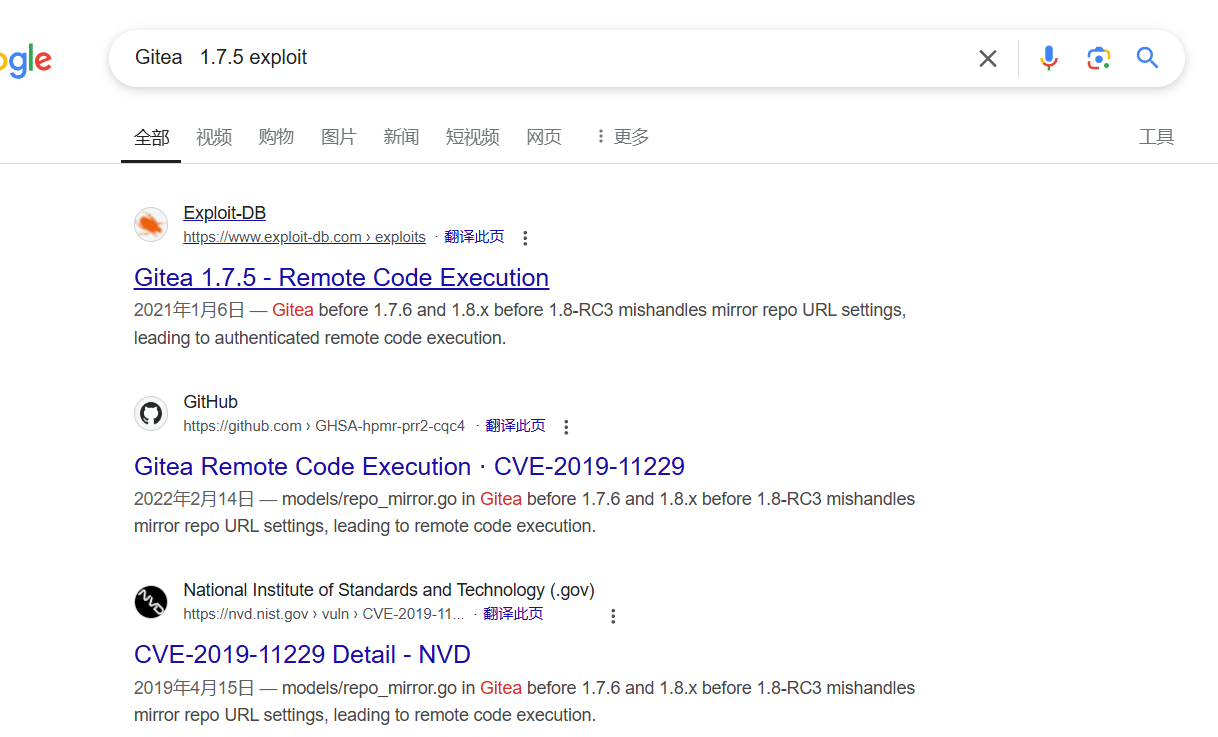 ogle
Gitea 1.7.5 exploit
全部 视频 购物 图片 新闻 短视频 网页 更多 工具
Exploit-DB
https://www.exploit-db.com › exploits · 翻译此页
Gitea 1.7.5 - Remote Code Execution
2021年1月6日 — Gitea before 1.7.6 and 1.8.x before 1.8-RC3 mishandles mirror repo URL settings,
leading to authenticated remote code execution.
GitHub
https://github.com › GHSA-hpmr-prr2-cqc4 · 翻译此页
Gitea Remote Code Execution · CVE-2019-11229
2022年2月14日 — models/repo_mirror.go in Gitea before 1.7.6 and 1.8.x before 1.8-RC3 mishandles
mirror repo URL settings, leading to remote code execution.
National Institute of Standards and Technology (.gov)
https://nvd.nist.gov › vuln › CVE-2019-11... · 翻译此页
CVE-2019-11229 Detail - NVD
2019年4月15日 — models/repo_mirror.go in Gitea before 1.7.6 and 1.8.x before 1.8-RC3 mishandles
mirror repo URL settings, leading to remote code execution.